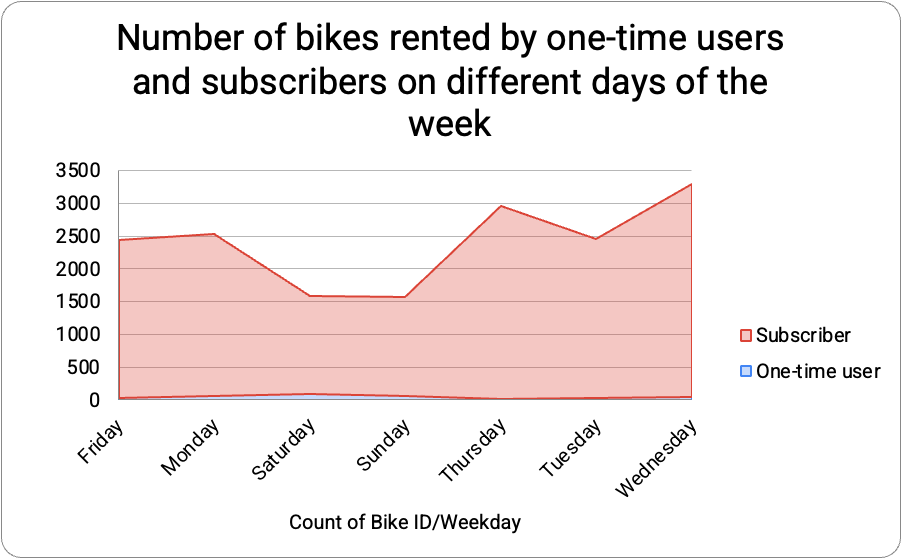 Number of bikes rented by one-time users
and subscribers on different days of the
week
3500
3000
2500
2000
1500
1000
500
0
Subscriber
One-time user
Friday
Monday
Saturday
Sunday
Thursday
Tuesday
Wednesday
Count of Bike ID/Weekday